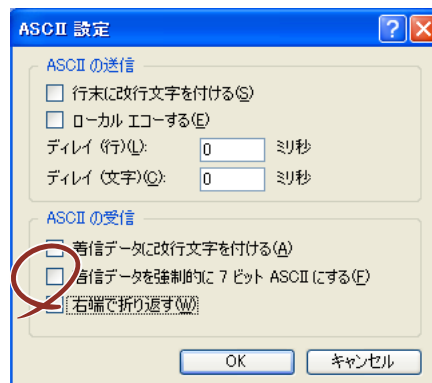 ASCII 設定
ASCII の送信
行末に改行文字を付ける(S)
ローカル エコーする(E)
ディレイ (行)(L): 0 ミリ秒
ディレイ (文字)(C): 0 ミリ秒
ASCII の受信
着信データに改行文字を付ける(A)
着信データを強制的に 7 ビット ASCII にする(F)
右端で折り返す(W)
OK キャンセル